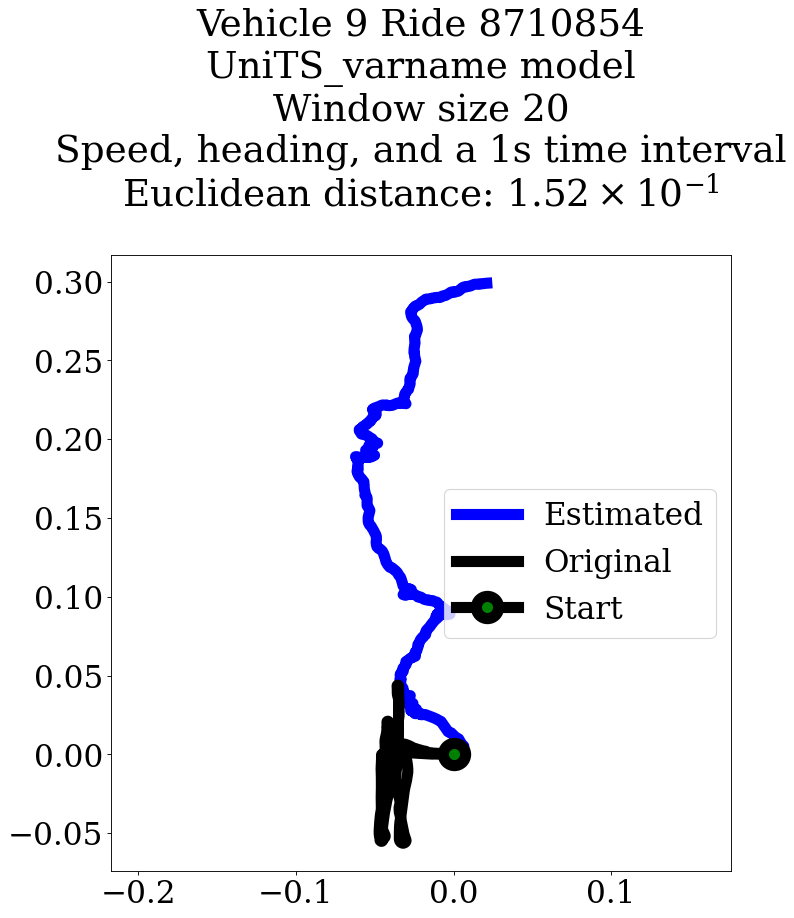 Vehicle 9 Ride 8710854
UniTS_varname model
Window size 20
Speed, heading, and a 1s time interval
Euclidean distance: 1.52 × 10⁻¹
0.30
0.25
0.20
0.15
0.10
0.05
0.00
−0.05
Estimated
Original
Start
−0.2
−0.1
0.0
0.1